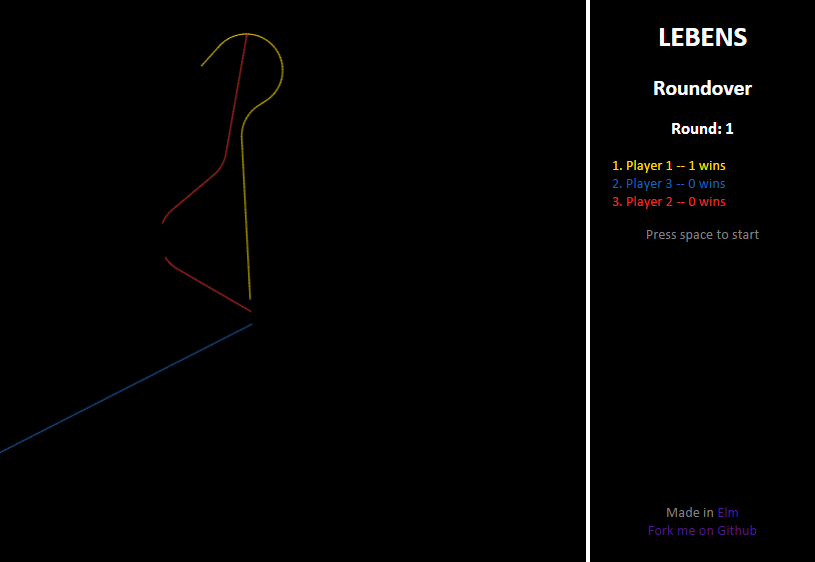 LEBENS
Roundover
Round: 1
1. Player 1 -- 1 wins
2. Player 3 -- 0 wins
3. Player 2 -- 0 wins
Press space to start
Made in Elm
Fork me on Github